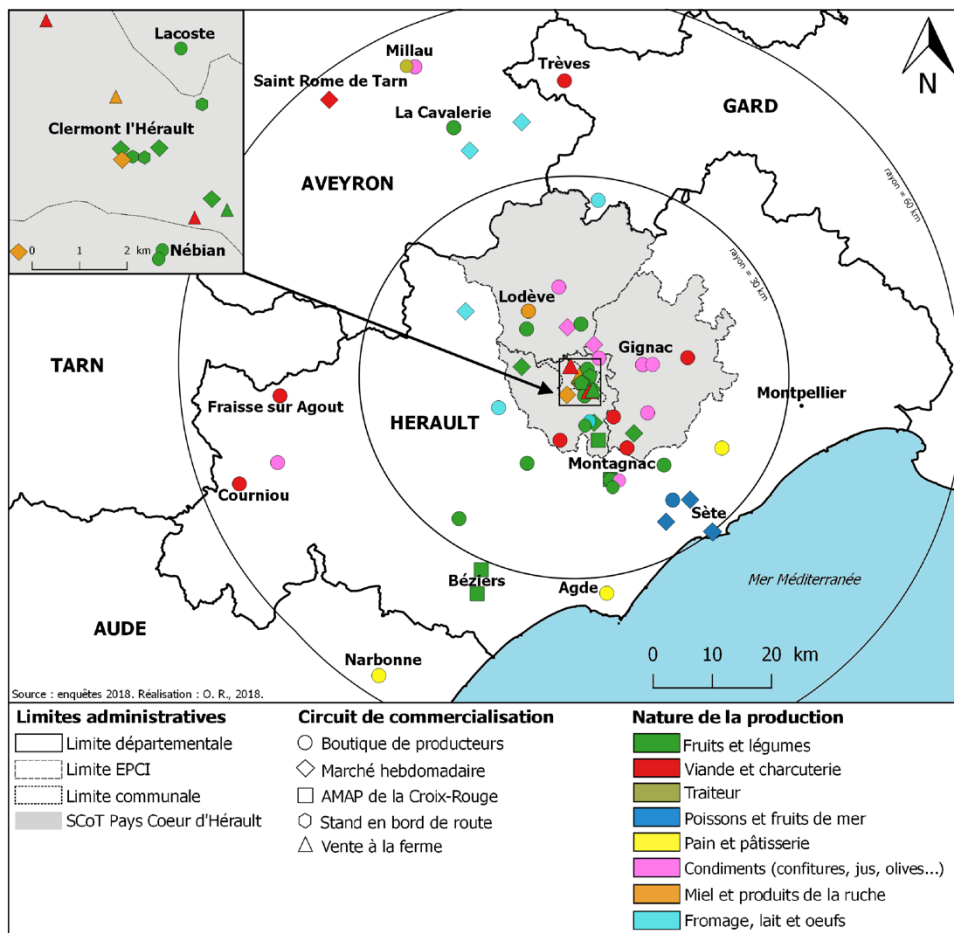 Lacoste
Clermont l'Hérault
0 1 2 km
Nébian
Millau
Trèves
Saint Rome de Tarn
La Cavalerie
N
GARD
AVEYRON
rayon = 60 km
rayon = 30 km
Lodève
Gignac
TARN
Montpellier
Fraisse sur Agout
HERAULT
Montagnac
Courniou
Sète
Béziers
Agde
Mer Méditerranée
AUDE
Narbonne
0 10 20 km
Source : enquêtes 2018. Réalisation : O. R., 2018.
Limites administratives
Limite départementale
Limite EPCI
Limite communale
SCoT Pays Coeur d'Hérault
Circuit de commercialisation
Boutique de producteurs
Marché hebdomadaire
AMAP de la Croix-Rouge
Stand en bord de route
Vente à la ferme
Nature de la production
Fruits et légumes
Viande et charcuterie
Traiteur
Poissons et fruits de mer
Pain et pâtisserie
Condiments (confitures, jus, olives...)
Miel et produits de la ruche
Fromage, lait et oeufs